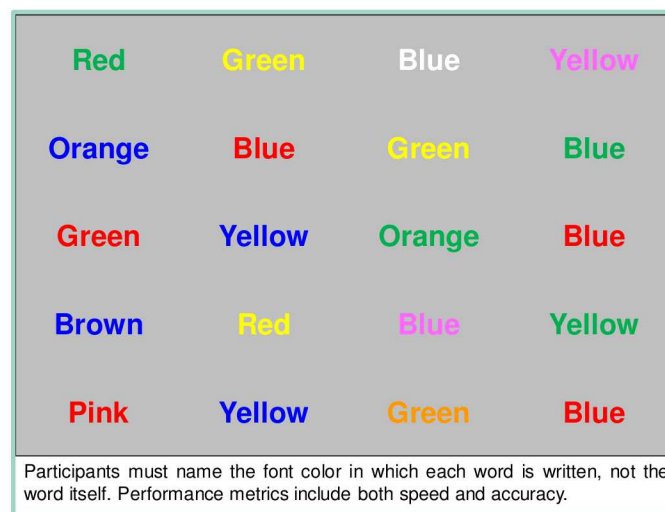 Red Green Blue Yellow
Orange Blue Green Blue
Green Yellow Orange Blue
Brown Red Blue Yellow
Pink Yellow Green Blue
Participants must name the font color in which each word is written, not the
word itself. Performance metrics include both speed and accuracy.